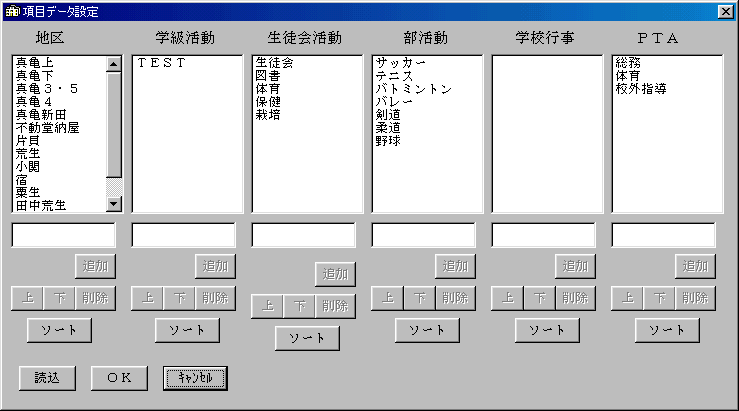 項目データ設定
地区
学級活動
生徒会活動
部活動
学校行事
ＰＴＡ
真亀上
真亀下
真亀３・５
真亀４
真亀新田
不動堂納屋
片貝
荒生
小関
宿
粟生
田中荒生
ＴＥＳＴ
生徒会
図書
体育
保健
栽培
サッカー
テニス
バトミントン
バレー
剣道
柔道
野球
総務
体育
校外指導
追加
追加
追加
追加
追加
追加
上 下 削除
上 下 削除
上 下 削除
上 下 削除
上 下 削除
上 下 削除
ソート
ソート
ソート
ソート
ソート
ソート
読込
ＯＫ
ｷｬﾝｾﾙ